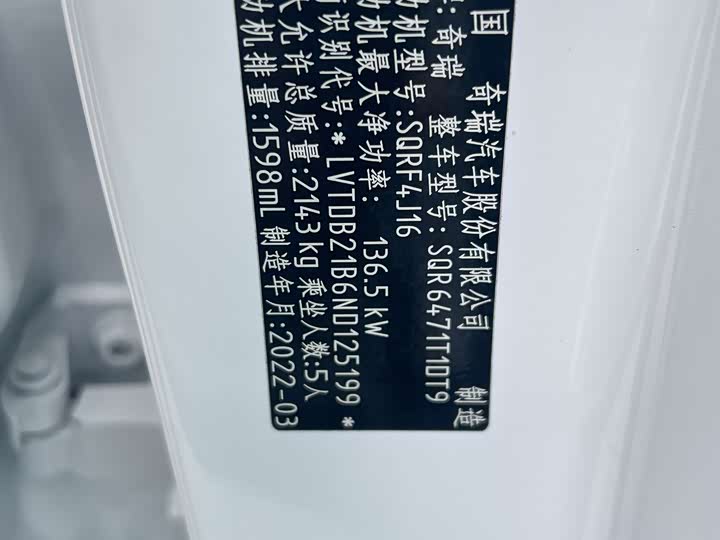 国 奇瑞汽车股份有限公司 制造
奇瑞 整车型号:SQR6471T1DT9
机型号:SQRF4J16
机最大净功率: 136.5 kW
识别代号:*LVTDB21B6ND125199*
大允许总质量:2143kg 乘坐人数:5人
机排量:1598mL 制造年月:2022-03